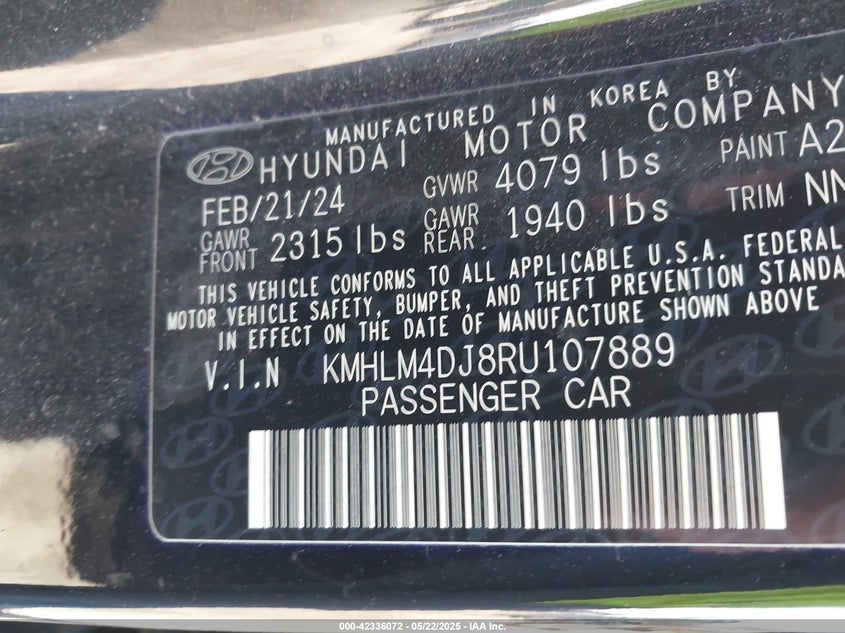 MANUFACTURED IN KOREA BY
HYUNDAI MOTOR COMPANY
FEB/21/24 GVWR 4079 lbs PAINT A2
GAWR FRONT 2315 lbs GAWR REAR 1940 lbs TRIM NN
THIS VEHICLE CONFORMS TO ALL APPLICABLE U.S.A. FEDERAL
MOTOR VEHICLE SAFETY, BUMPER, AND THEFT PREVENTION STANDA
IN EFFECT ON THE DATE OF MANUFACTURE SHOWN ABOVE
V.I.N KMHLM4DJ8RU107889
PASSENGER CAR
000-42336072 - 05/22/2025 - IAA Inc.